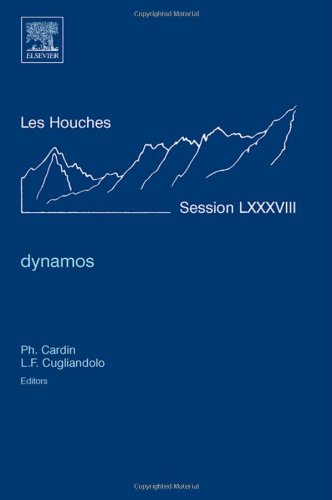 ELSEVIER
Les Houches
Session LXXXVIII
dynamos
Ph. Cardin
L.F. Cugliandolo
Editors